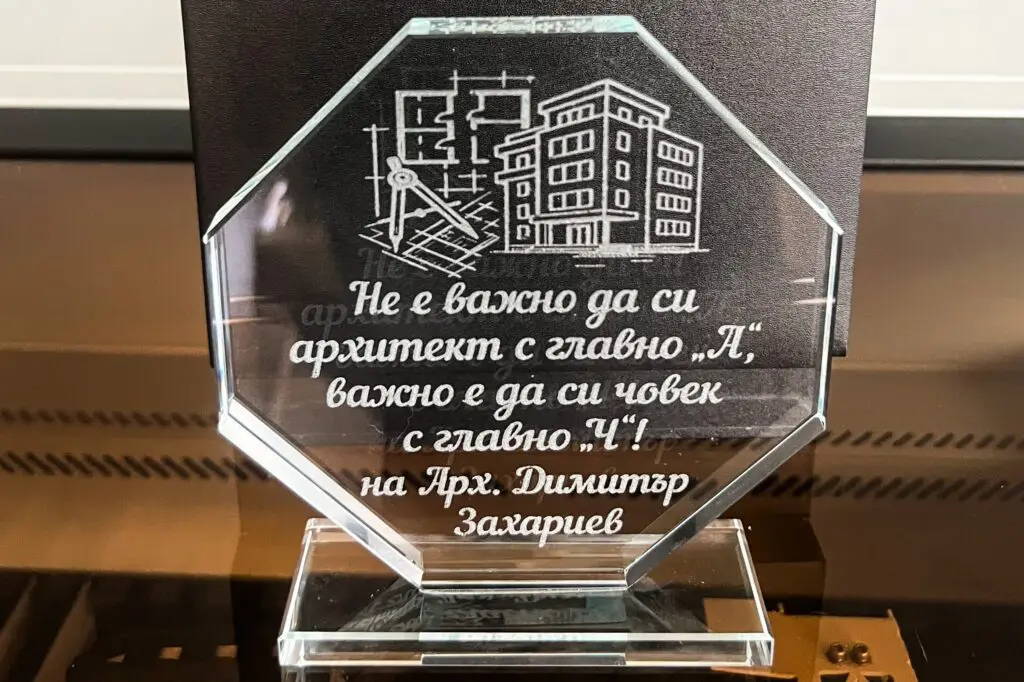 Не е важно да си
архитект с главно „А“,
важно е да си човек
с главно „Ч“!
на Арх. Димитър
Захариев